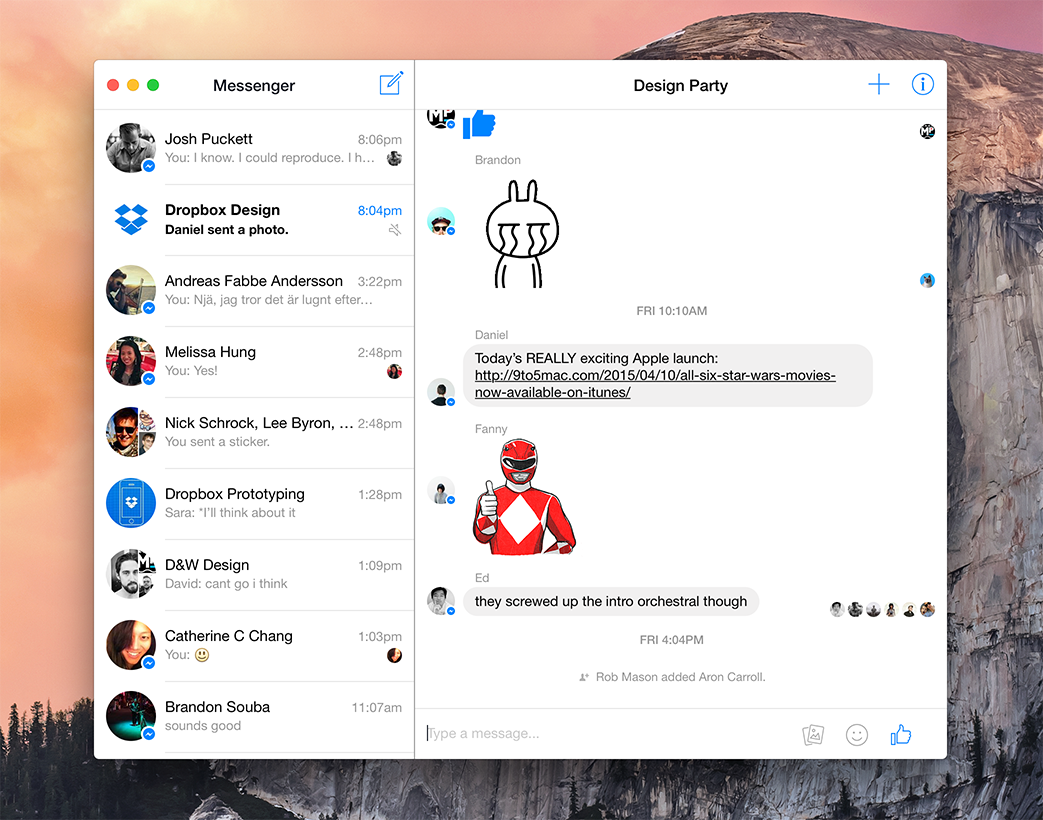 Messenger
Josh Puckett
8:06pm
You: I know. I could reproduce. I h…
Dropbox Design
8:04pm
Daniel sent a photo.
Andreas Fabbe Andersson
3:22pm
You: Njä, jag tror det är lugnt efter…
Melissa Hung
2:48pm
You: Yes!
Nick Schrock, Lee Byron, …
2:48pm
You sent a sticker.
Dropbox Prototyping
1:28pm
Sara: *I'll think about it
D&W Design
1:09pm
David: cant go i think
Catherine C Chang
1:03pm
You: 😃
Brandon Souba
11:07am
sounds good
Design Party
Brandon
FRI 10:10AM
Daniel
Today's REALLY exciting Apple launch:
http://9to5mac.com/2015/04/10/all-six-star-wars-movies-
now-available-on-itunes/
Fanny
Ed
they screwed up the intro orchestral though
FRI 4:04PM
Rob Mason added Aron Carroll.
Type a message...